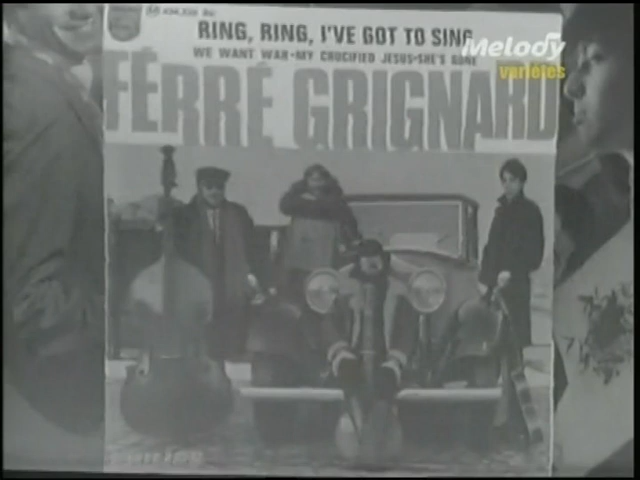 RING, RING, I'VE GOT TO SING
WE WANT WAR-MY CRUCIFIED JESUS-SHE'S GONE
FÉRRÉ GRIGNARD
Melody
variétés